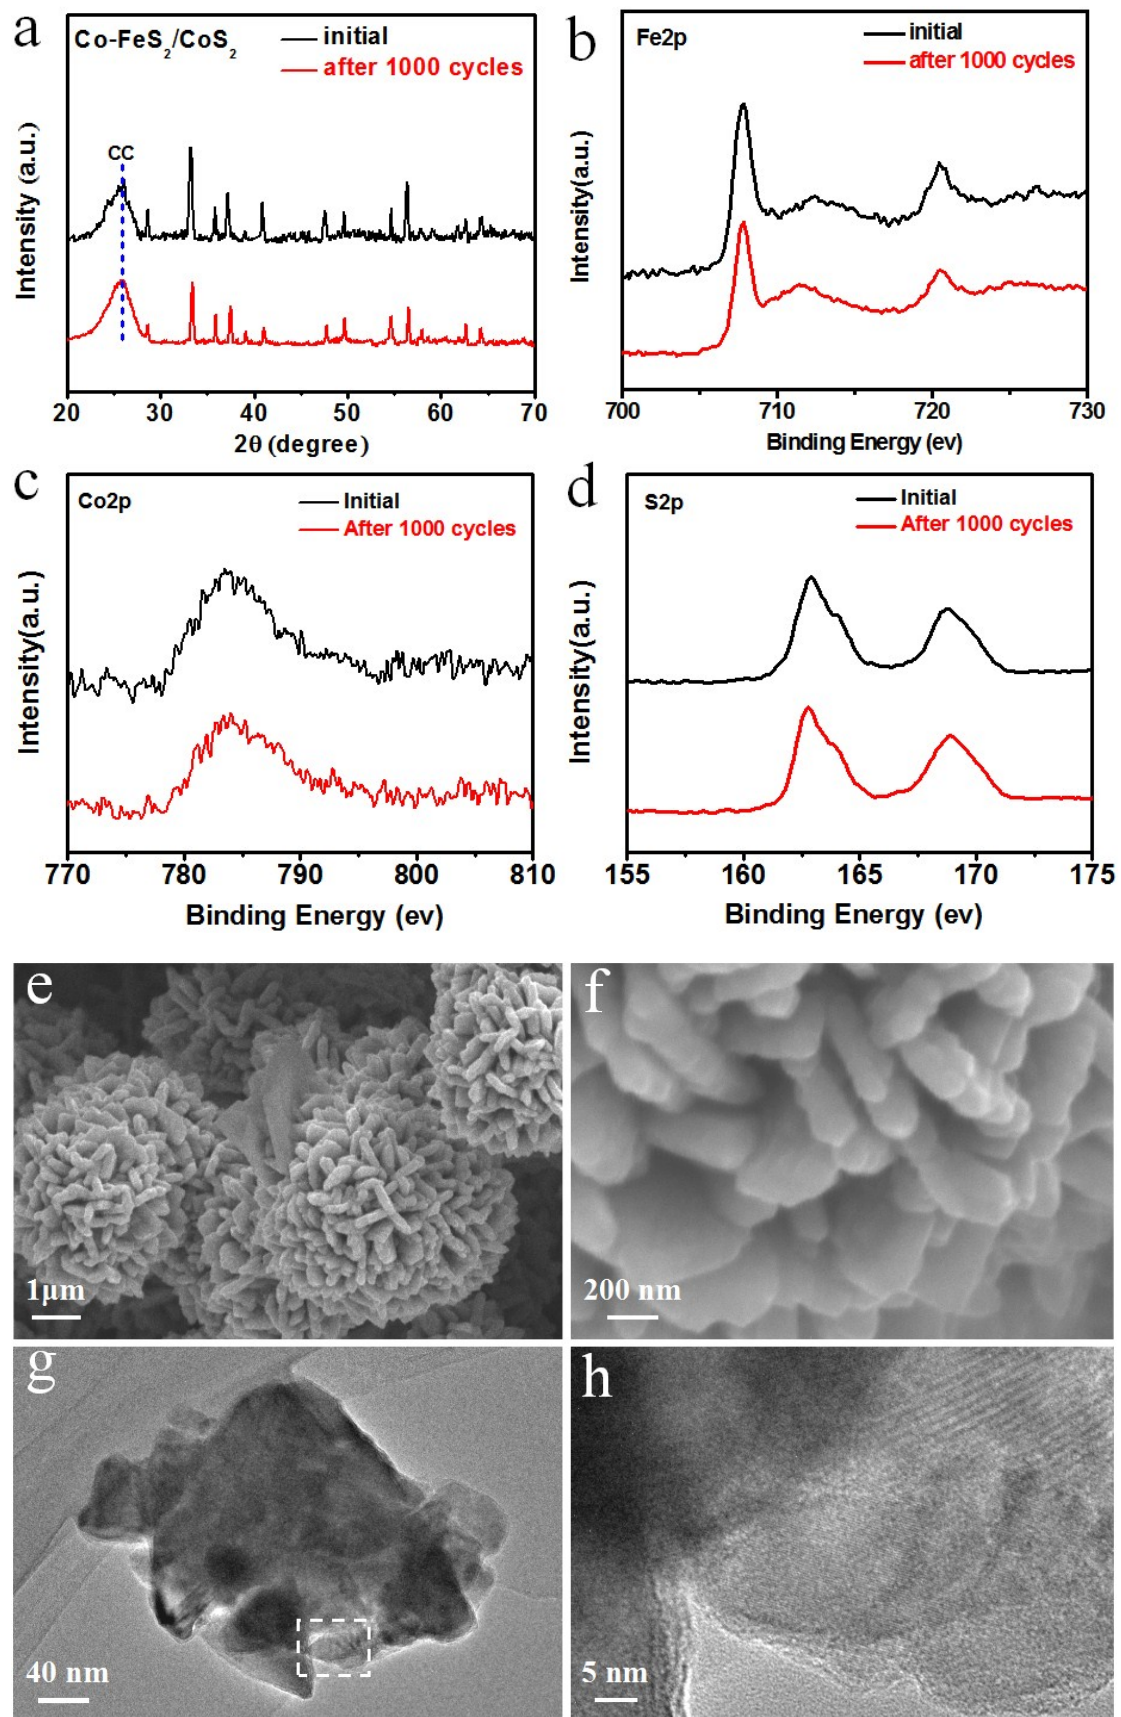 a
Co-FeS2/CoS2
initial
after 1000 cycles
CC
Intensity (a.u.)
20 30 40 50 60 70
2θ (degree)
b
Fe2p
initial
after 1000 cycles
Intensity(a.u.)
700 710 720 730
Binding Energy (ev)
c
Co2p
Initial
After 1000 cycles
Intensity(a.u.)
770 780 790 800 810
Binding Energy (ev)
d
S2p
Initial
After 1000 cycles
Intensity(a.u.)
155 160 165 170 175
Binding Energy (ev)
e
1μm
f
200 nm
g
40 nm
h
5 nm